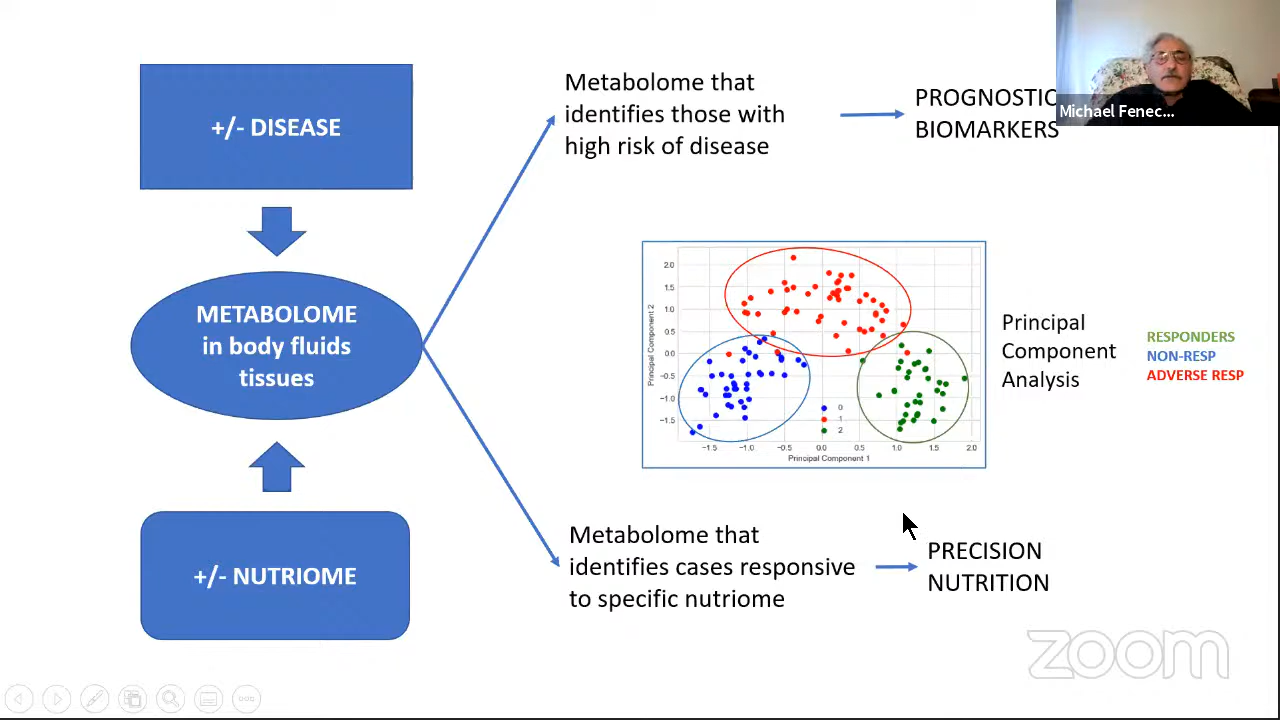 +/- DISEASE
METABOLOME
in body fluids
tissues
+/- NUTRIOME
Metabolome that
identifies those with
high risk of disease
PROGNOSTIC
BIOMARKERS
Michael Fenec...
2.0
1.5
1.0
0.5
0.0
−0.5
−1.0
−1.5
Principal Component 2
0
1
2
−1.5 −1.0 −0.5 0.0 0.5 1.0 1.5 2.0
Principal Component 1
Principal
Component
Analysis
RESPONDERS
NON-RESP
ADVERSE RESP
Metabolome that
identifies cases responsive
to specific nutriome
PRECISION
NUTRITION
zoom